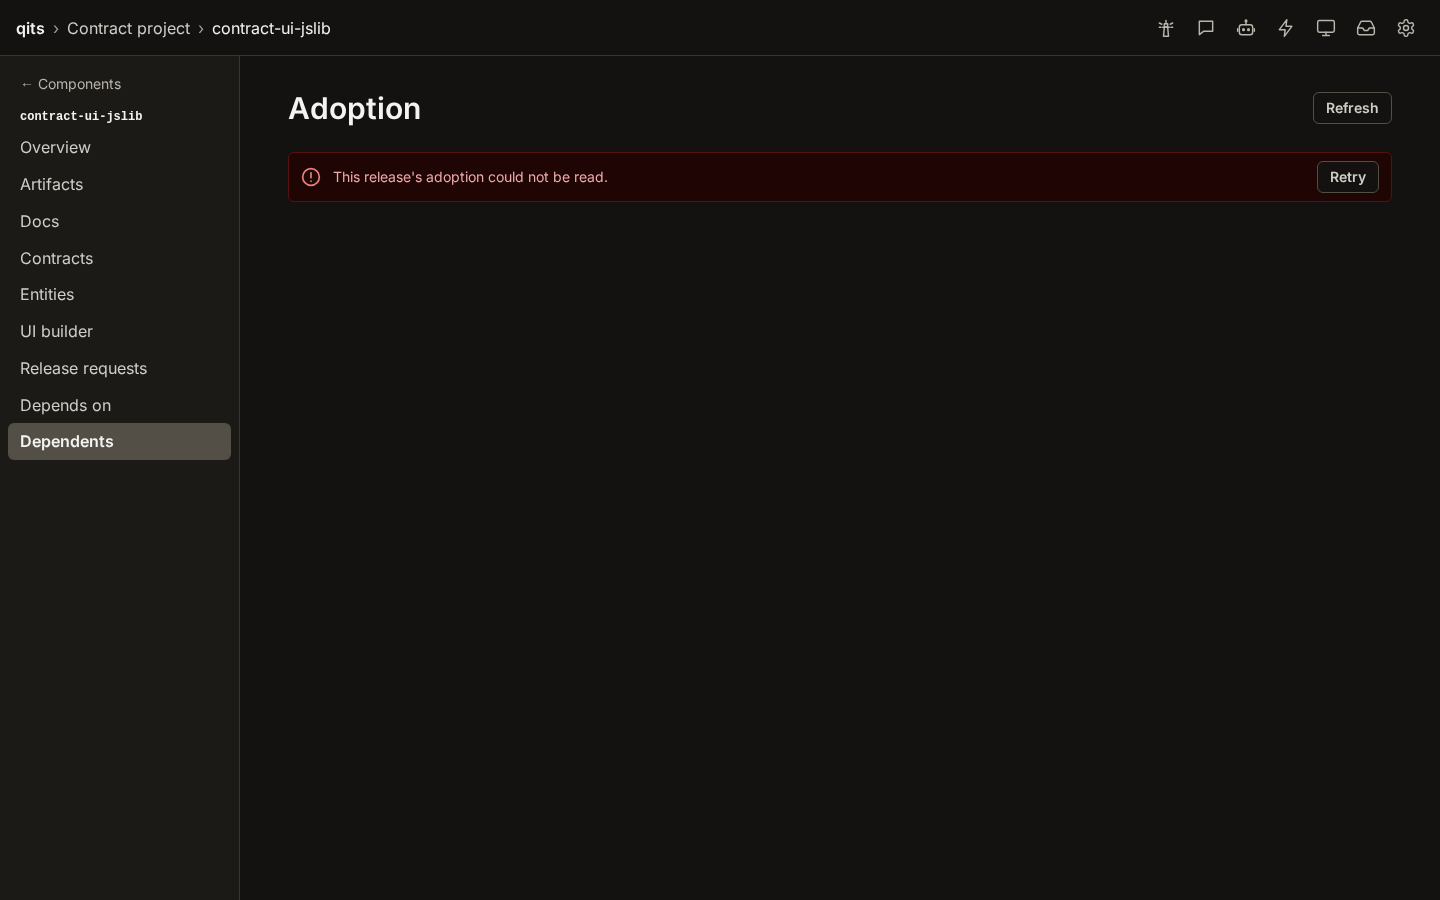 qits › Contract project › contract-ui-jslib
← Components
contract-ui-jslib
Overview
Artifacts
Docs
Contracts
Entities
UI builder
Release requests
Depends on
Dependents
Adoption
Refresh
This release's adoption could not be read.
Retry